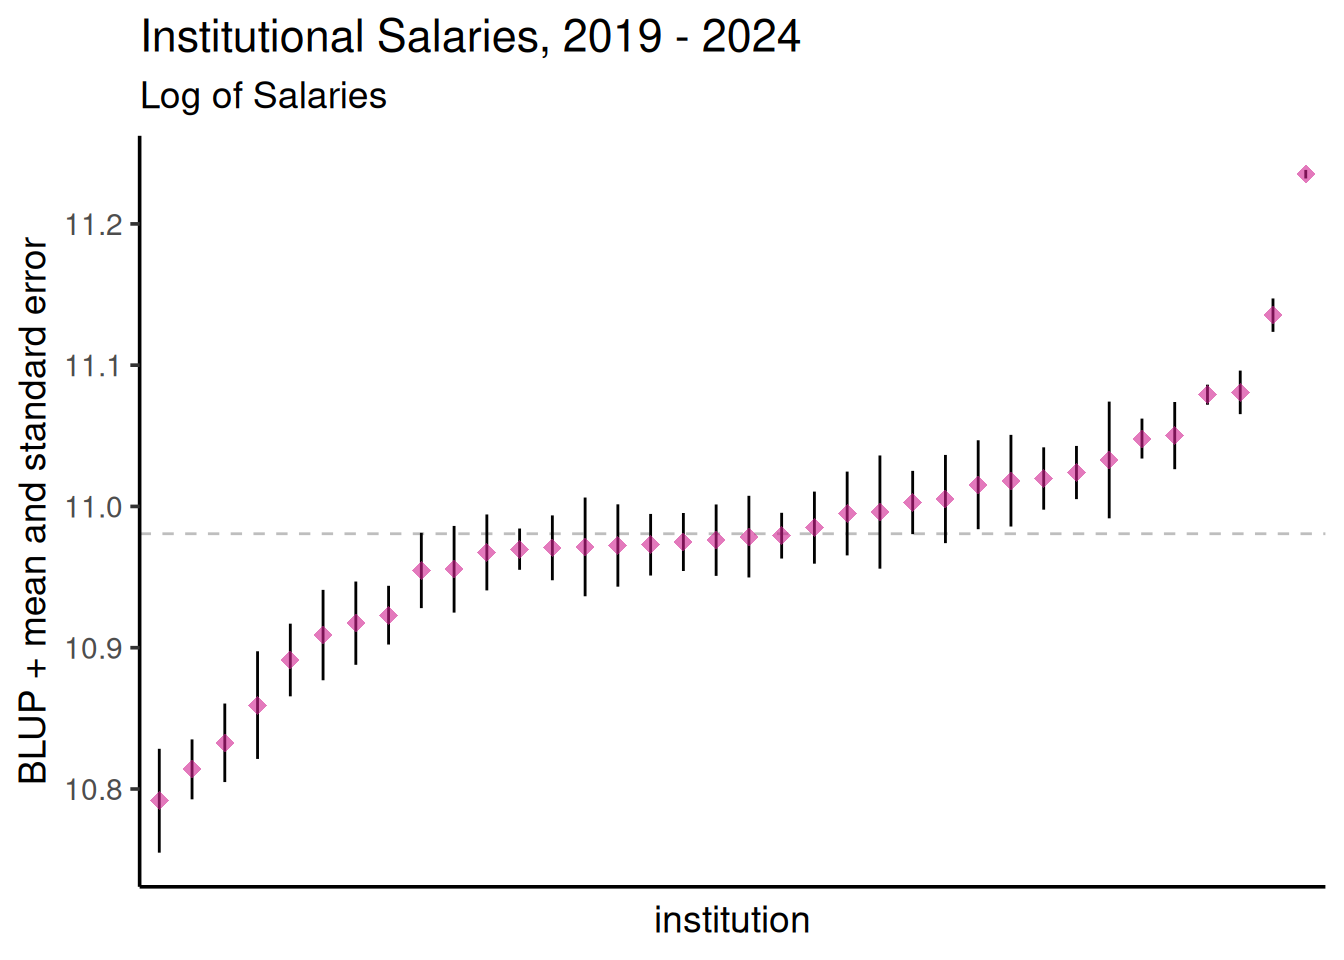 Institutional Salaries, 2019 - 2024
Log of Salaries
BLUP + mean and standard error
11.2
11.1
11.0
10.9
10.8
institution